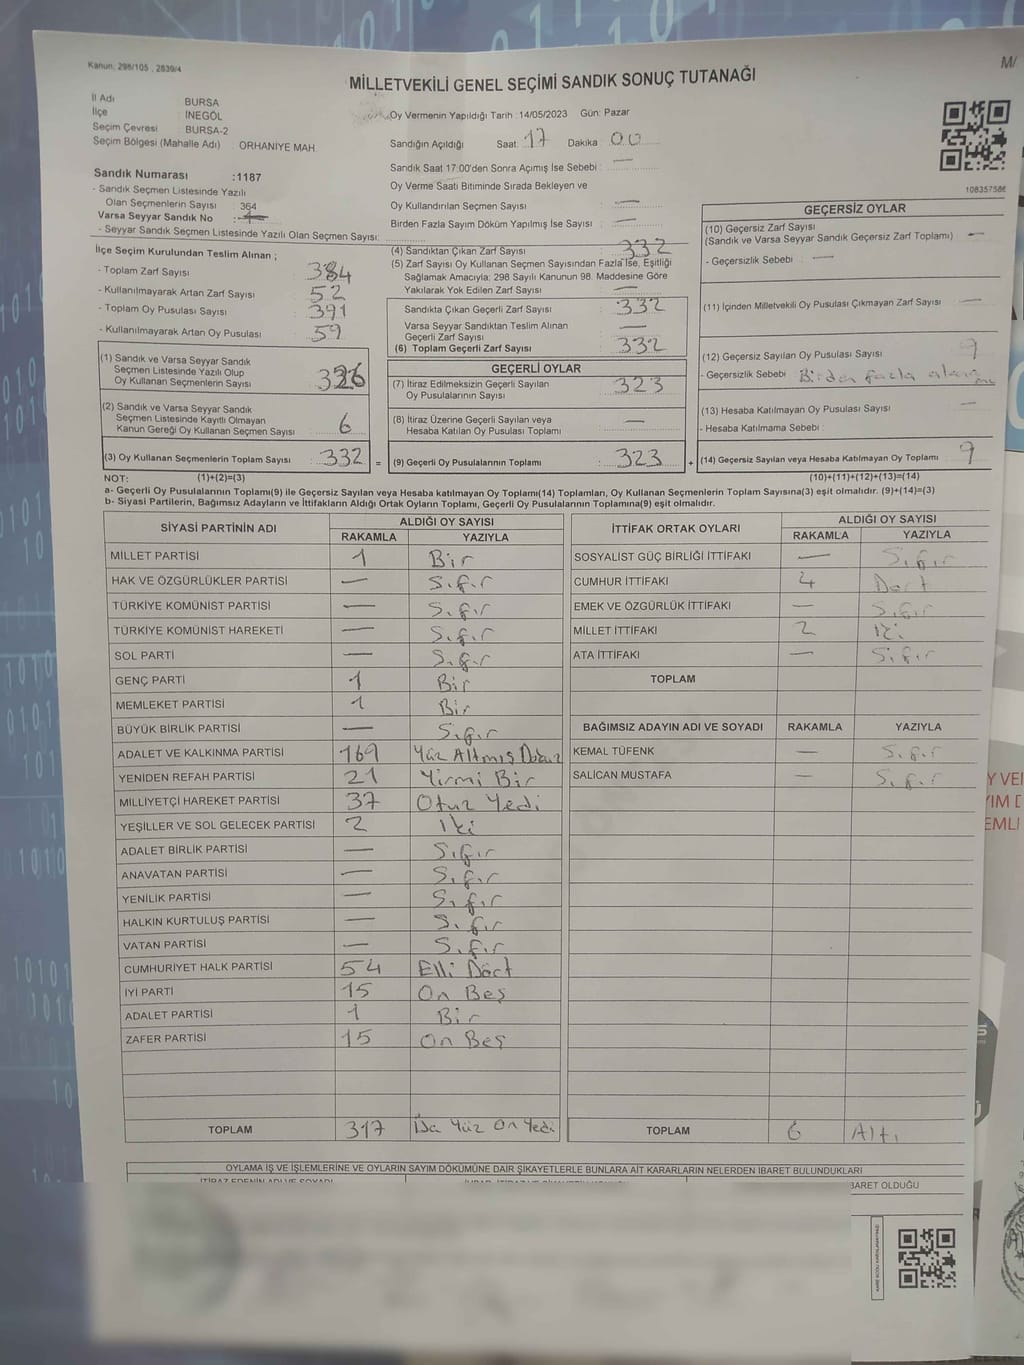 Kanun: 298/105 , 2839/4
M/
MİLLETVEKİLİ GENEL SEÇİMİ SANDIK SONUÇ TUTANAĞI
İl Adı BURSA
İlçe İNEGÖL
Seçim Çevresi BURSA-2
Seçim Bölgesi (Mahalle Adı) : ORHANİYE MAH.
Oy Vermenin Yapıldığı Tarih : 14/05/2023 Gün: Pazar
Sandığın Açıldığı Saat: 17 Dakika 00
Sandık Saat 17:00'den Sonra Açımış İse Sebebi : —
Oy Verme Saati Bitiminde Sırada Bekleyen ve
Oy Kullandırılan Seçmen Sayısı : —
Birden Fazla Sayım Döküm Yapılmış İse Sayısı : —
108357586
Sandık Numarası :1187
- Sandık Seçmen Listesinde Yazılı
Olan Seçmenlerin Sayısı : 364
Varsa Seyyar Sandık No :
- Seyyar Sandık Seçmen Listesinde Yazılı Olan Seçmen Sayısı:
İlçe Seçim Kurulundan Teslim Alınan ;
- Toplam Zarf Sayısı : 384
- Kullanılmayarak Artan Zarf Sayısı : 52
- Toplam Oy Pusulası Sayısı : 391
- Kullanılmayarak Artan Oy Pusulası : 59
(1) Sandık ve Varsa Seyyar Sandık
Seçmen Listesinde Yazılı Olup
Oy Kullanan Seçmenlerin Sayısı : 326
(2) Sandık ve Varsa Seyyar Sandık
Seçmen Listesinde Kayıtlı Olmayan
Kanun Gereği Oy Kullanan Seçmen Sayısı : 6
(3) Oy Kullanan Seçmenlerin Toplam Sayısı : 332 =
(4) Sandıktan Çıkan Zarf Sayısı : 332
(5) Zarf Sayısı Oy Kullanan Seçmen Sayısından Fazla İse, Eşitliği
Sağlamak Amacıyla: 298 Sayılı Kanunun 98. Maddesine Göre
Yakılarak Yok Edilen Zarf Sayısı : —
Sandıkta Çıkan Geçerli Zarf Sayısı : 332
Varsa Seyyar Sandıktan Teslim Alınan
Geçerli Zarf Sayısı : —
(6) Toplam Geçerli Zarf Sayısı : 332
GEÇERLİ OYLAR
(7) İtiraz Edilmeksizin Geçerli Sayılan
Oy Pusulalarının Sayısı : 323
(8) İtiraz Üzerine Geçerli Sayılan veya
Hesaba Katılan Oy Pusulası Toplamı : —
(9) Geçerli Oy Pusulalarının Toplamı : 323 +
GEÇERSİZ OYLAR
(10) Geçersiz Zarf Sayısı
(Sandık ve Varsa Seyyar Sandık Geçersiz Zarf Toplamı) : —
- Geçersizlik Sebebi : —
(11) İçinden Milletvekili Oy Pusulası Çıkmayan Zarf Sayısı : —
(12) Geçersiz Sayılan Oy Pusulası Sayısı : 9
- Geçersizlik Sebebi : Birden fazla alana
(13) Hesaba Katılmayan Oy Pusulası Sayısı : —
- Hesaba Katılmama Sebebi :
(14) Geçersiz Sayılan veya Hesaba Katılmayan Oy Toplamı : 9
NOT: (1)+(2)=(3) (10)+(11)+(12)+(13)=(14)
a- Geçerli Oy Pusulalarının Toplamı(9) ile Geçersiz Sayılan veya Hesaba katılmayan Oy Toplamı(14) Toplamları, Oy Kullanan Seçmenlerin Toplam Sayısına(3) eşit olmalıdır. (9)+(14)=(3)
b- Siyasi Partilerin, Bağımsız Adayların ve İttifakların Aldığı Ortak Oyların Toplamı, Geçerli Oy Pusulalarının Toplamına(9) eşit olmalıdır.
SİYASİ PARTİNİN ADI ALDIĞI OY SAYISI
RAKAMLA YAZIYLA
MİLLET PARTİSİ 1 Bir
HAK VE ÖZGÜRLÜKLER PARTİSİ — Sıfır
TÜRKİYE KOMÜNİST PARTİSİ — Sıfır
TÜRKİYE KOMÜNİST HAREKETİ — Sıfır
SOL PARTİ — Sıfır
GENÇ PARTİ 1 Bir
MEMLEKET PARTİSİ 1 Bir
BÜYÜK BİRLİK PARTİSİ — Sıfır
ADALET VE KALKINMA PARTİSİ 169 Yüz Altmış Dokuz
YENİDEN REFAH PARTİSİ 21 Yirmi Bir
MİLLİYETÇİ HAREKET PARTİSİ 37 Otuz Yedi
YEŞİLLER VE SOL GELECEK PARTİSİ 2 İki
ADALET BİRLİK PARTİSİ — Sıfır
ANAVATAN PARTİSİ — Sıfır
YENİLİK PARTİSİ — Sıfır
HALKIN KURTULUŞ PARTİSİ — Sıfır
VATAN PARTİSİ — Sıfır
CUMHURİYET HALK PARTİSİ 54 Elli Dört
İYİ PARTİ 15 On Beş
ADALET PARTİSİ 1 Bir
ZAFER PARTİSİ 15 On Beş
TOPLAM 317 Üç Yüz On Yedi
İTTİFAK ORTAK OYLARI ALDIĞI OY SAYISI
RAKAMLA YAZIYLA
SOSYALİST GÜÇ BİRLİĞİ İTTİFAKI — Sıfır
CUMHUR İTTİFAKI 4 Dört
EMEK VE ÖZGÜRLÜK İTTİFAKI — Sıfır
MİLLET İTTİFAKI 2 İki
ATA İTTİFAKI — Sıfır
TOPLAM
BAĞIMSIZ ADAYIN ADI VE SOYADI RAKAMLA YAZIYLA
KEMAL TÜFENK — Sıfır
SALİCAN MUSTAFA — Sıfır
TOPLAM 6 Altı
OYLAMA İŞ VE İŞLEMLERİNE VE OYLARIN SAYIM DÖKÜMÜNE DAİR ŞİKAYETLERLE BUNLARA AİT KARARLARIN NELERDEN İBARET BULUNDUKLARI
İTİRAZ EDENİN ADI VE SOYADI
BARET OLDUĞU